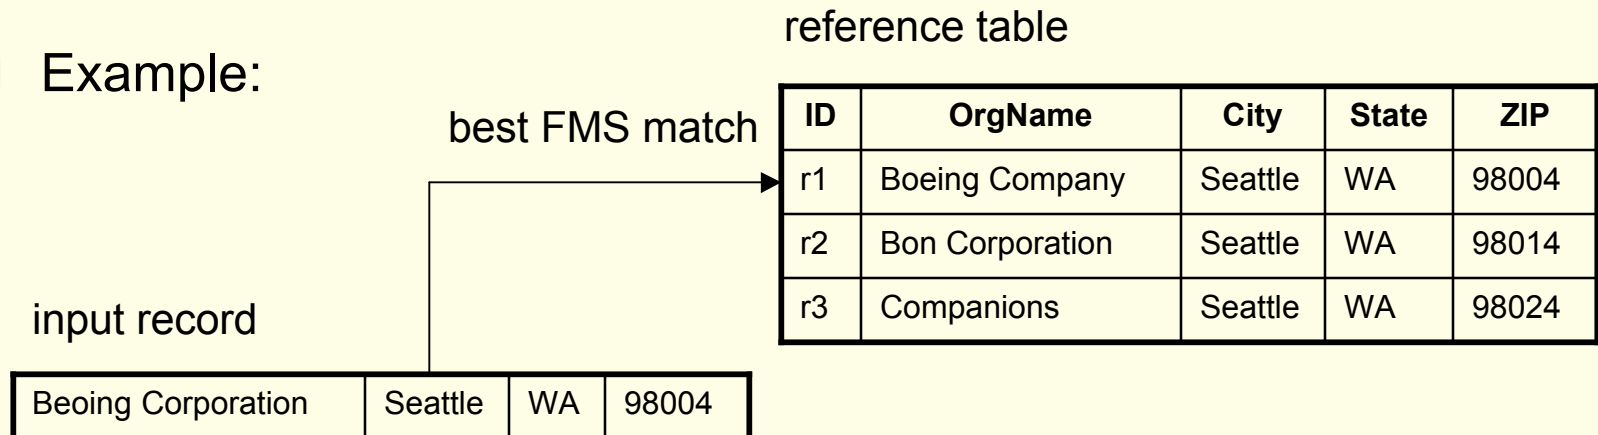 reference table
Example:
best FMS match
ID OrgName City State ZIP
r1 Boeing Company Seattle WA 98004
r2 Bon Corporation Seattle WA 98014
r3 Companions Seattle WA 98024
input record
Beoing Corporation Seattle WA 98004